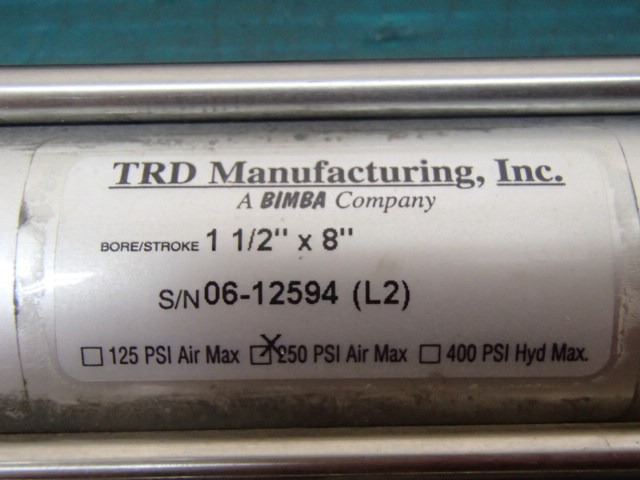 TRD Manufacturing, Inc.
A BIMBA Company
BORE/STROKE 1 1/2" x 8"
S/N 06-12594 (L2)
☐ 125 PSI Air Max ☒ 250 PSI Air Max ☐ 400 PSI Hyd Max.